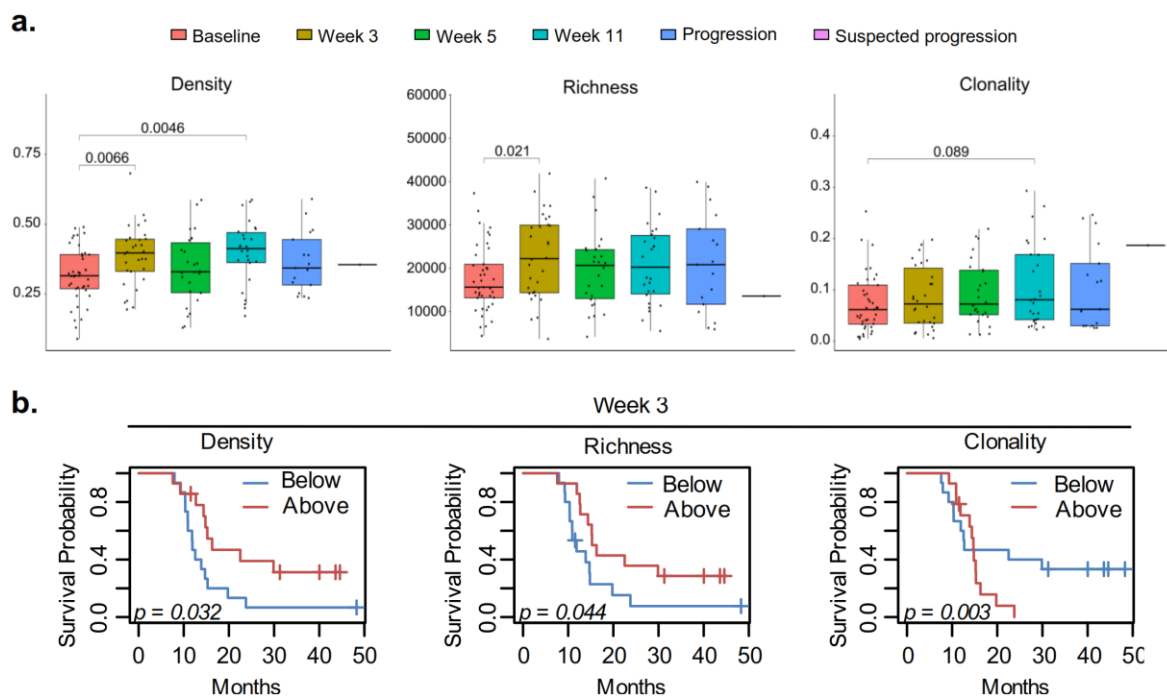 a.
Baseline Week 3 Week 5 Week 11 Progression Suspected progression
Density Richness Clonality
0.75
0.50
0.25
0.0046
0.0066
60000
50000
40000
30000
20000
10000
0.021
0.4
0.3
0.2
0.1
0.0
0.089
b.
Week 3
Density Richness Clonality
Survival Probability
0.8
0.4
0.0
Below
Above
p = 0.032
0 10 20 30 40 50
Months
Survival Probability
0.8
0.4
0.0
Below
Above
p = 0.044
0 10 20 30 40 50
Months
Survival Probability
0.8
0.4
0.0
Below
Above
p = 0.003
0 10 20 30 40 50
Months